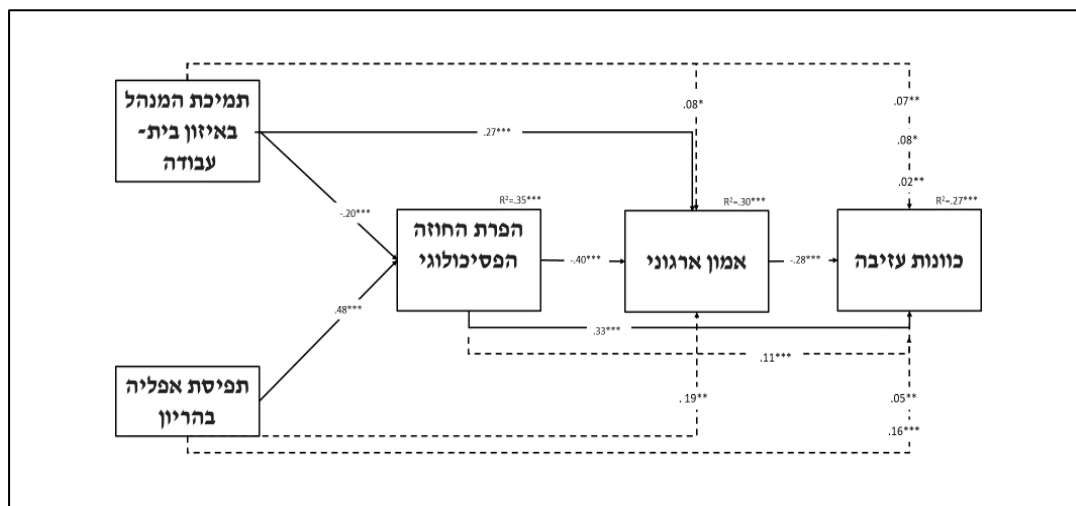 תמיכת המנהל
באיזון בית-
עבודה
.08*
.07**
.08*
.02**
.27***
-.20***
R²=.35***
R²=.30***
R²=.27***
הפרת החוזה
הפסיכולוגי
-.40***
אמון ארגוני
-.28***
כוונות עזיבה
.48***
.33***
.11***
תפיסת אפליה
בהריון
. 19**
.05**
.16***